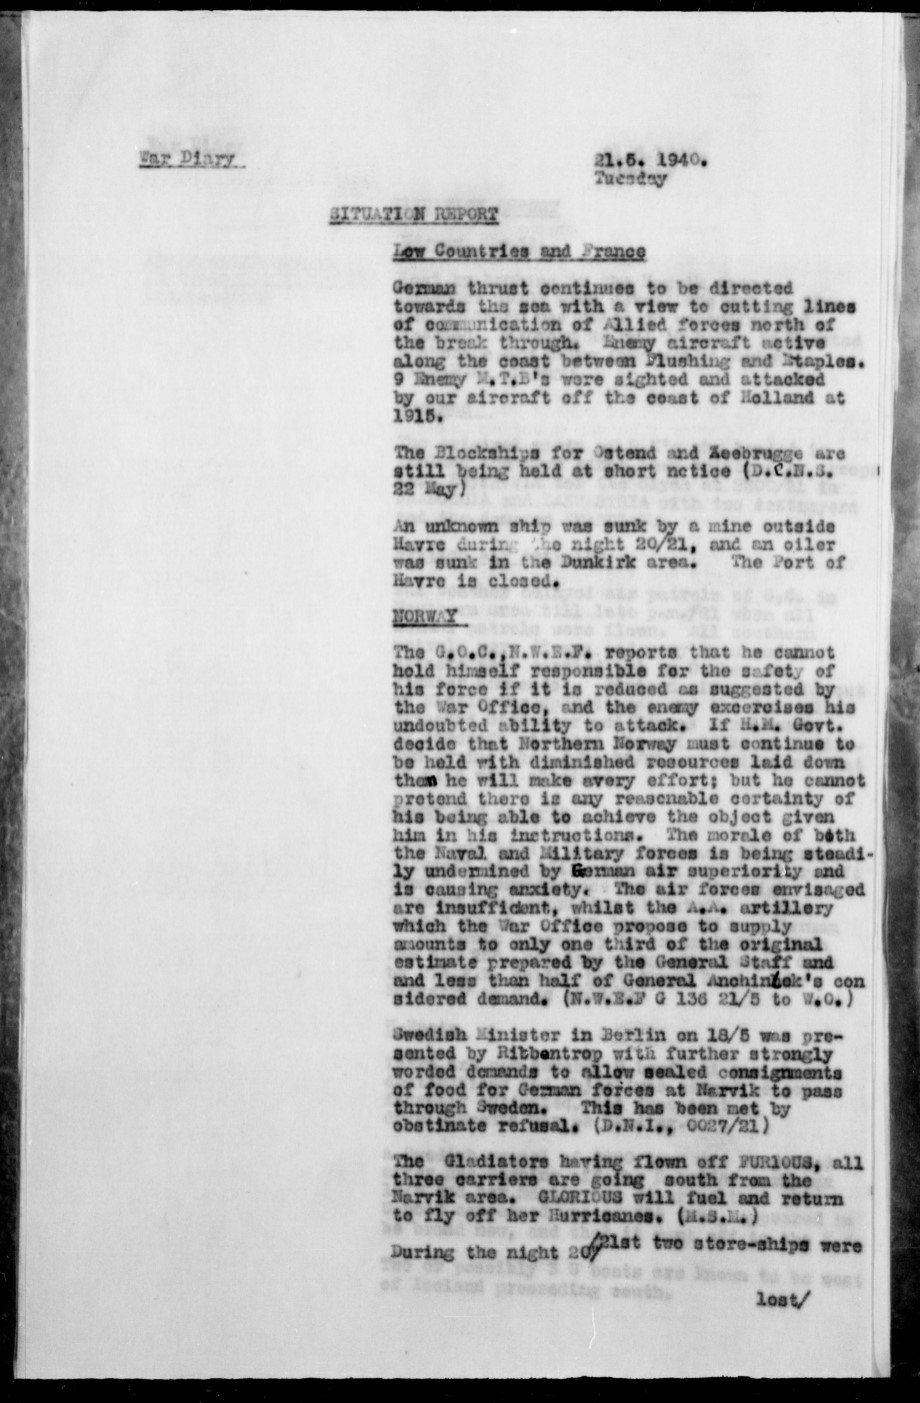 War Diary
21.5. 1940.
Tuesday
SITUATION REPORT
Low Countries and France
German thrust continues to be directed
towards the sea with a view to cutting lines
of communication of Allied forces north of
the break through. Enemy aircraft active
along the coast between Flushing and Etaples.
9 Enemy M.T.B's were sighted and attacked
by our aircraft off the coast of Holland at
1915.
The Blockships for Ostend and Zeebrugge are
still being held at short notice (D.C.N.S.
22 May)
An unknown ship was sunk by a mine outside
Havre during the night 20/21, and an oiler
was sunk in the Dunkirk area. The Port of
Havre is closed.
NORWAY
The G.O.C.,N.W.E.F. reports that he cannot
hold himself responsible for the safety of
his force if it is reduced as suggested by
the War Office, and the enemy excercises his
undoubted ability to attack. If H.M. Govt.
decide that Northern Norway must continue to
be held with diminished resources laid down
then he will make every effort; but he cannot
pretend there is any reasonable certainty of
his being able to achieve the object given
him in his instructions. The morale of both
the Naval and Military forces is being steadi-
ly undermined by German air superiority and
is causing anxiety. The air forces envisaged
are insufficient, whilst the A.A. artillery
which the War Office propose to supply
amounts to only one third of the original
estimate prepared by the General Staff and
and less than half of General Anchinlek's con
sidered demand. (N.W.E.F G 136 21/5 to W.O.)
Swedish Minister in Berlin on 18/5 was pre-
sented by Ribbentrop with further strongly
worded demands to allow sealed consignments
of food for German forces at Narvik to pass
through Sweden. This has been met by
obstinate refusal. (D.N.I., 0027/21)
The Gladiators having flown off FURIOUS, all
three carriers are going south from the
Narvik area. GLORIOUS will fuel and return
to fly off her Hurricanes. (M.S.M.)
During the night 20/21st two store-ships were
lost/